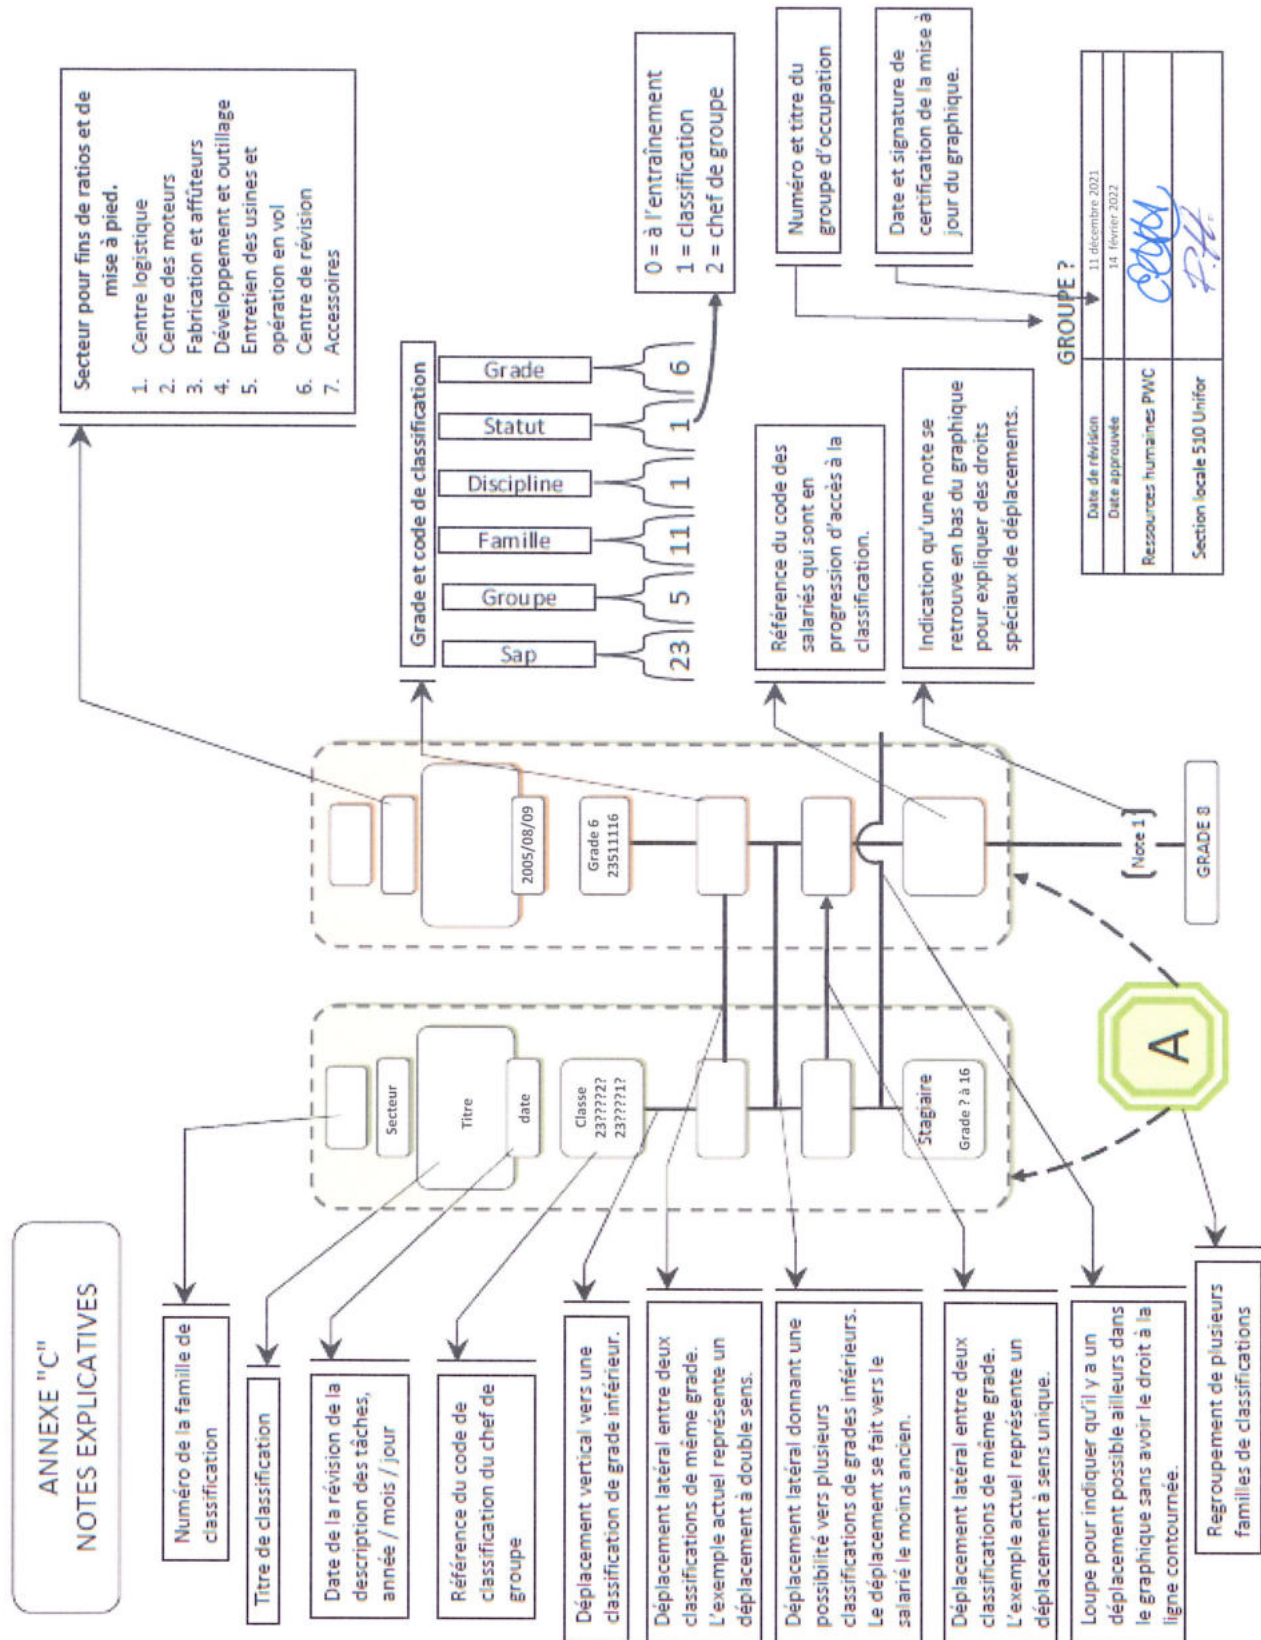 ANNEXE "C"
NOTES EXPLICATIVES
Numéro de la famille de
classification
Titre de classification
Date de la révision de la
description des tâches,
année / mois / jour
Référence du code de
classification du chef de
groupe
Déplacement vertical vers une
classification de grade inférieur.
Déplacement latéral entre deux
classifications de même grade.
L'exemple actuel représente un
déplacement à double sens.
Déplacement latéral donnant une
possibilité vers plusieurs
classifications de grades inférieurs.
Le déplacement se fait vers le
salarié le moins ancien.
Déplacement latéral entre deux
classifications de même grade.
L'exemple actuel représente un
déplacement à sens unique.
Loupe pour indiquer qu'il y a un
déplacement possible ailleurs dans
le graphique sans avoir le droit à la
ligne contournée.
Regroupement de plusieurs
familles de classifications
Secteur
Titre
date
Classe
23????2?
23????1?
Stagiaire
Grade ? à 16
A
2005/08/09
Grade 6
23511116
[Note 1]
GRADE 8
Secteur pour fins de ratios et de
mise à pied.
1. Centre logistique
2. Centre des moteurs
3. Fabrication et affûteurs
4. Développement et outillage
5. Entretien des usines et
opération en vol
6. Centre de révision
7. Accessoires
Grade et code de classification
Sap Groupe Famille Discipline Statut Grade
23 5 11 1 1 6
0 = à l'entraînement
1 = classification
2 = chef de groupe
Référence du code des
salariés qui sont en
progression d'accès à la
classification.
Indication qu'une note se
retrouve en bas du graphique
pour expliquer des droits
spéciaux de déplacements.
Numéro et titre du
groupe d'occupation
Date et signature de
certification de la mise à
jour du graphique.
GROUPE ?
Date de révision 11 décembre 2021
Date approuvée 14 février 2022
Ressources humaines PWC
Section locale 510 Unifor